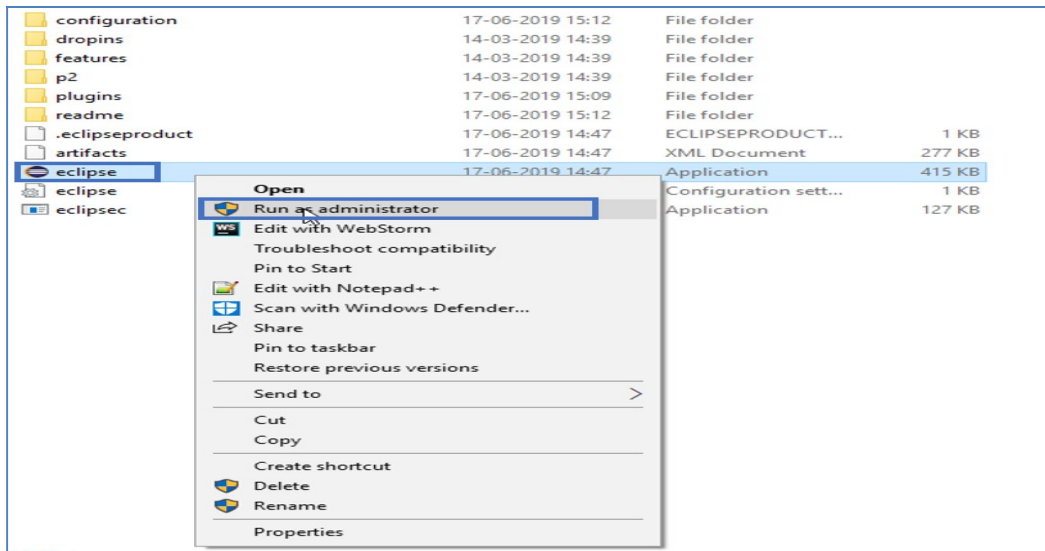 configuration 17-06-2019 15:12 File folder
dropins 14-03-2019 14:39 File folder
features 14-03-2019 14:39 File folder
p2 14-03-2019 14:39 File folder
plugins 17-06-2019 15:09 File folder
readme 17-06-2019 15:12 File folder
.eclipseproduct 17-06-2019 14:47 ECLIPSEPRODUCT... 1 KB
artifacts 17-06-2019 14:47 XML Document 277 KB
eclipse 17-06-2019 14:47 Application 415 KB
eclipse Configuration sett... 1 KB
eclipsec Application 127 KB
Open
Run as administrator
WS Edit with WebStorm
Troubleshoot compatibility
Pin to Start
Edit with Notepad++
Scan with Windows Defender...
Share
Pin to taskbar
Restore previous versions
Send to
Cut
Copy
Create shortcut
Delete
Rename
Properties